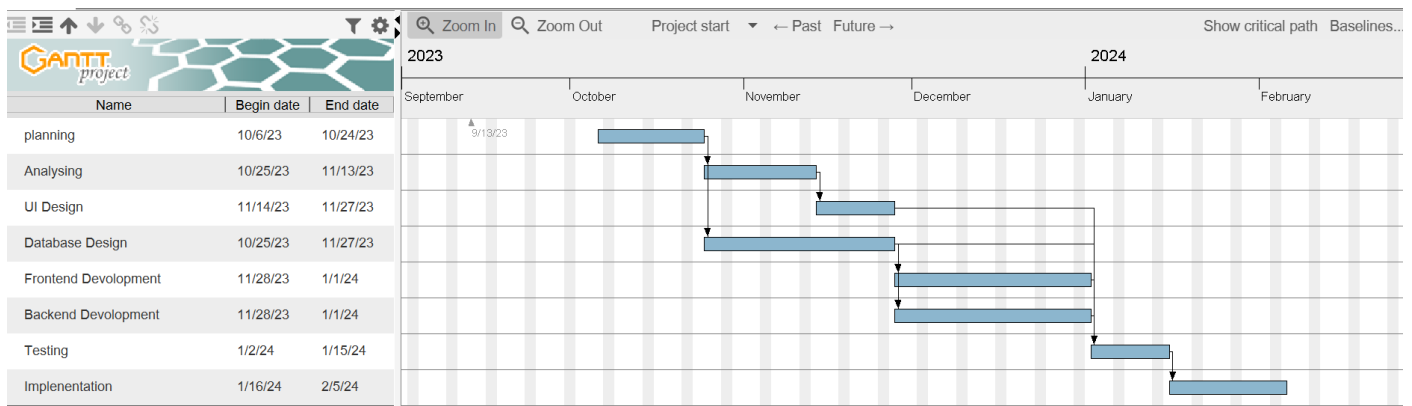 Zoom In Zoom Out Project start ← Past Future → Show critical path Baselines...
GANTT
project
2023 2024
Name Begin date End date
September October November December January February
9/13/23
planning 10/6/23 10/24/23
Analysing 10/25/23 11/13/23
UI Design 11/14/23 11/27/23
Database Design 10/25/23 11/27/23
Frontend Devolopment 11/28/23 1/1/24
Backend Devolopment 11/28/23 1/1/24
Testing 1/2/24 1/15/24
Implenentation 1/16/24 2/5/24